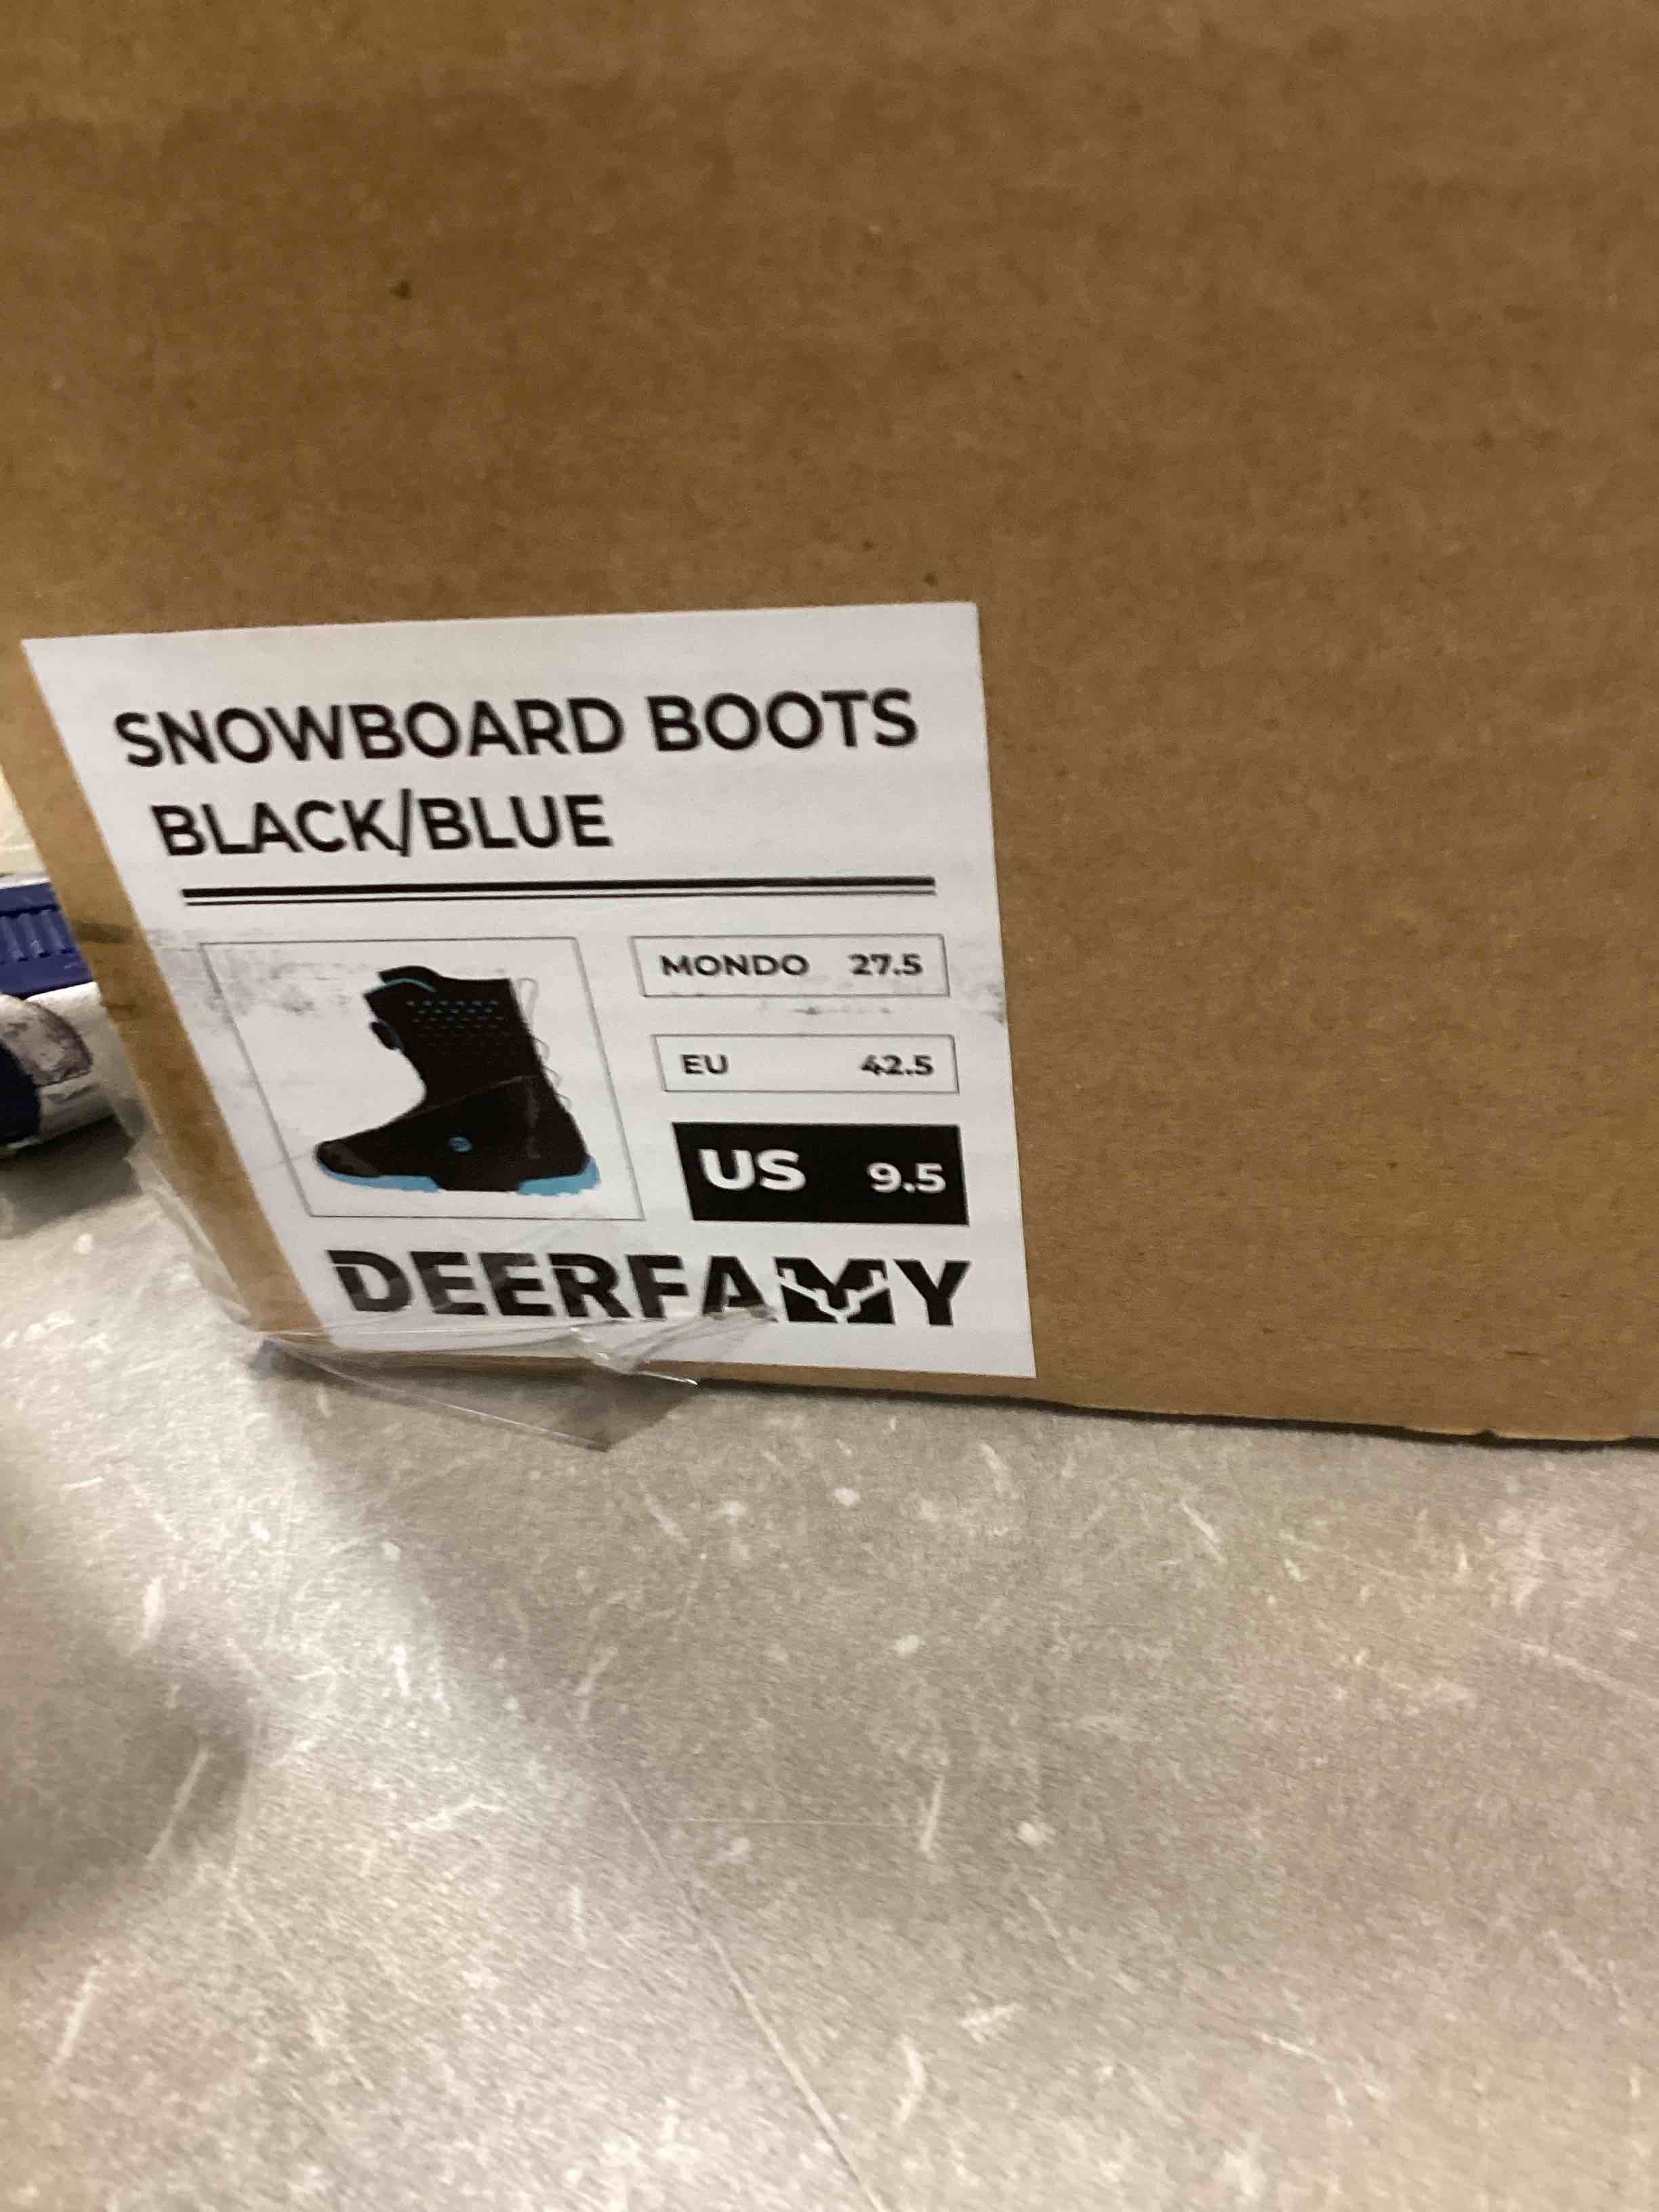 SNOWBOARD BOOTS
BLACK/BLUE
MONDO 27.5
EU 42.5
US 9.5
DEERFAMY